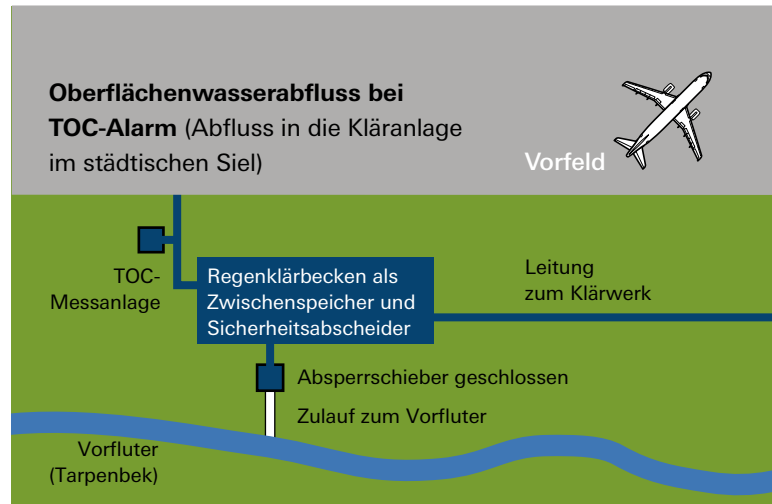 Oberflächenwasserabfluss bei
TOC-Alarm (Abfluss in die Kläranlage
im städtischen Siel)
Vorfeld
TOC-
Messanlage
Regenklärbecken als
Zwischenspeicher und
Sicherheitsabscheider
Leitung
zum Klärwerk
Absperrschieber geschlossen
Zulauf zum Vorfluter
Vorfluter
(Tarpenbek)